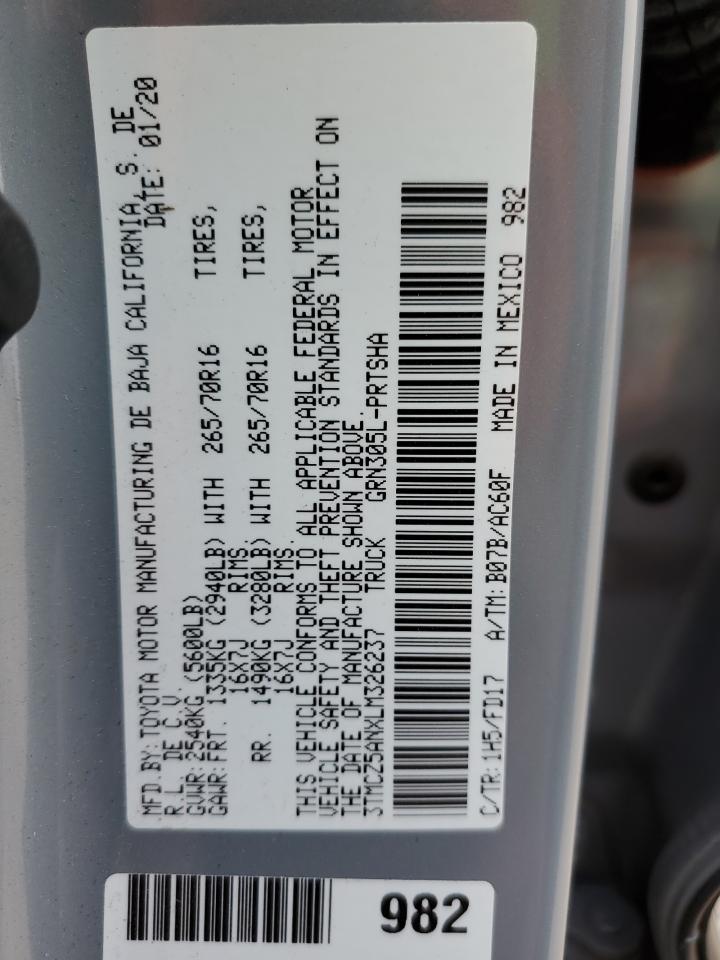 MFD.BY:TOYOTA MOTOR MANUFACTURING DE BAJA CALIFORNIA, S. DE
R.L. DE C.V. DATE: 01/20
GVWR:2540KG (5600LB)
GAWR:FRT. 1335KG (2940LB) WITH 265/70R16 TIRES,
16X7J RIMS.
RR. 1490KG (3280LB) WITH 265/70R16 TIRES,
16X7J RIMS.
THIS VEHICLE CONFORMS TO ALL APPLICABLE FEDERAL MOTOR
VEHICLE SAFETY AND THEFT PREVENTION STANDARDS IN EFFECT ON
THE DATE OF MANUFACTURE SHOWN ABOVE.
3TMCZ5ANXLM326237 TRUCK GRN305L-PRTSHA
C/TR: 1H5/FD17 A/TM: B07B/AC60F MADE IN MEXICO 982
982